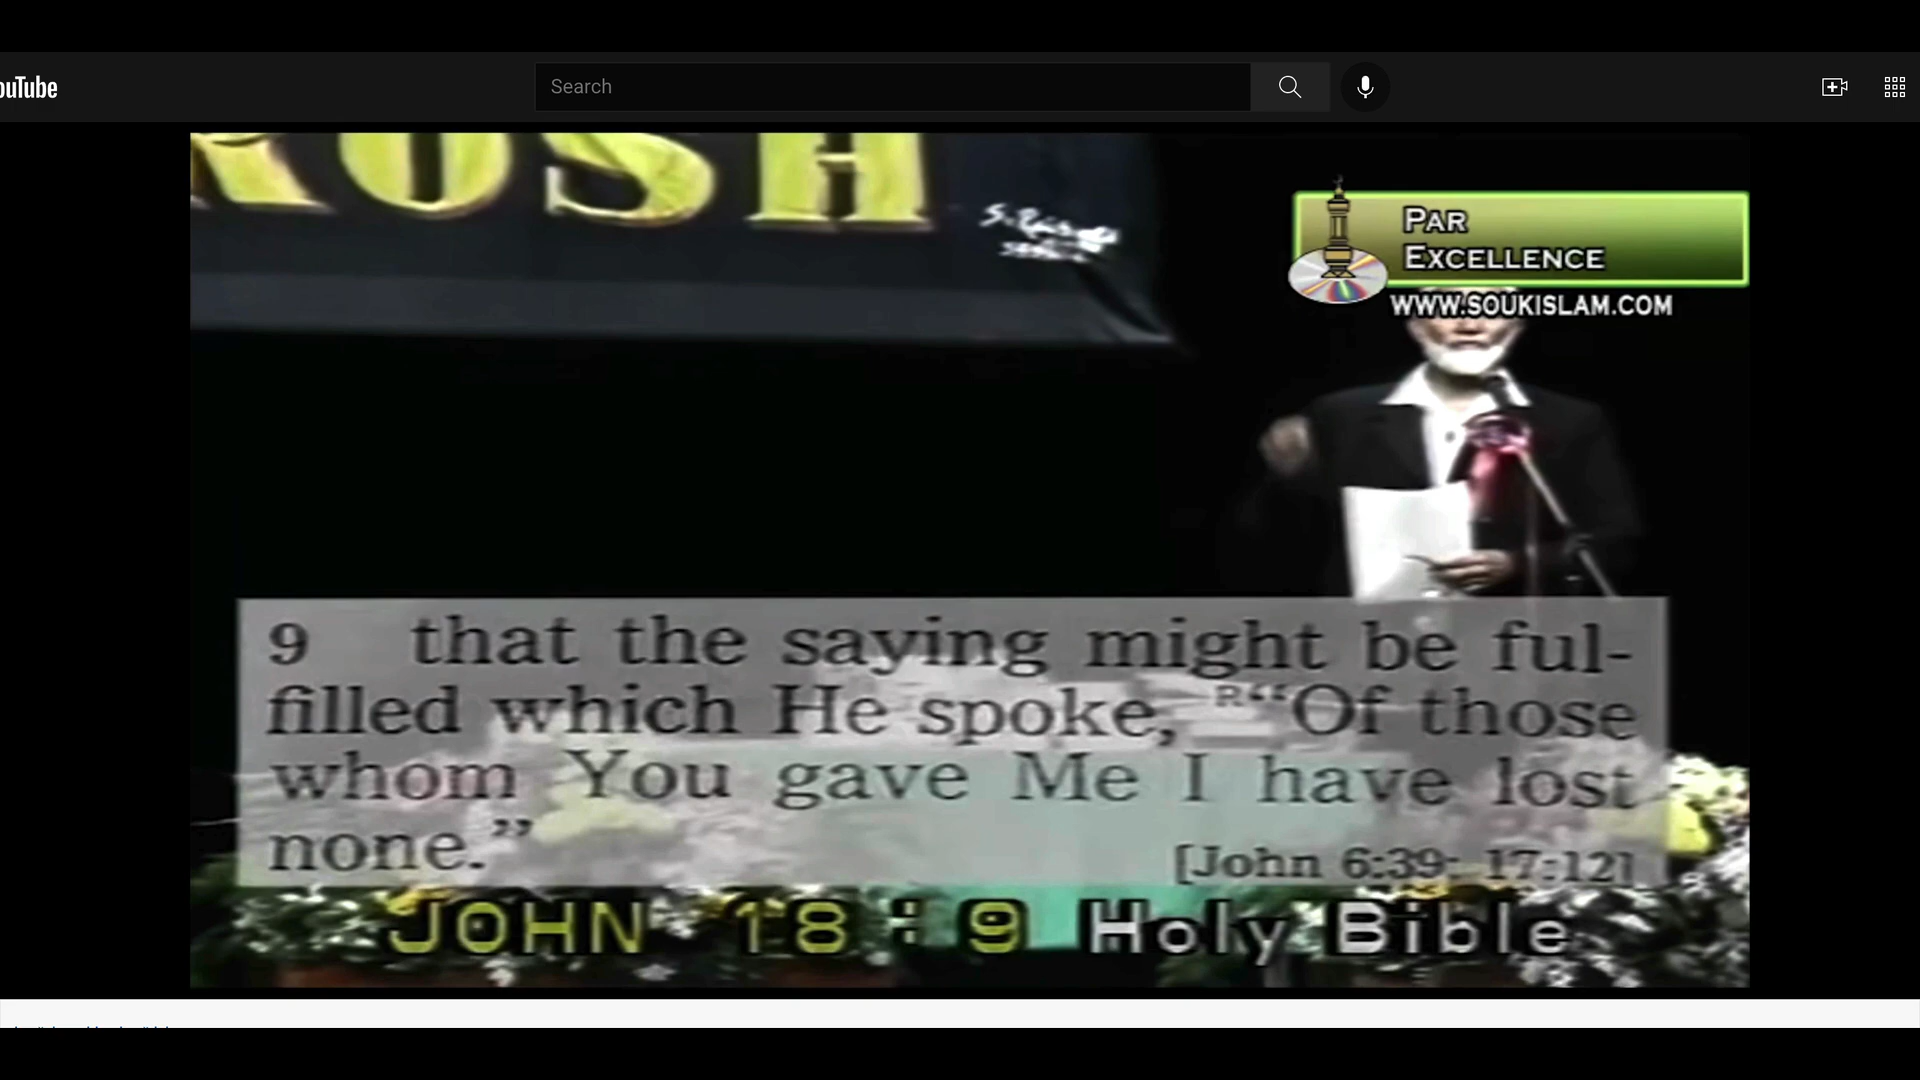 ouTube
Search
ROSH
PAR
EXCELLENCE
WWW.SOUKISLAM.COM
9 that the saying might be ful-
filled which He spoke, R“Of those
whom You gave Me I have lost
none.”
[John 6:39; 17:12]
JOHN 18:9 Holy Bible